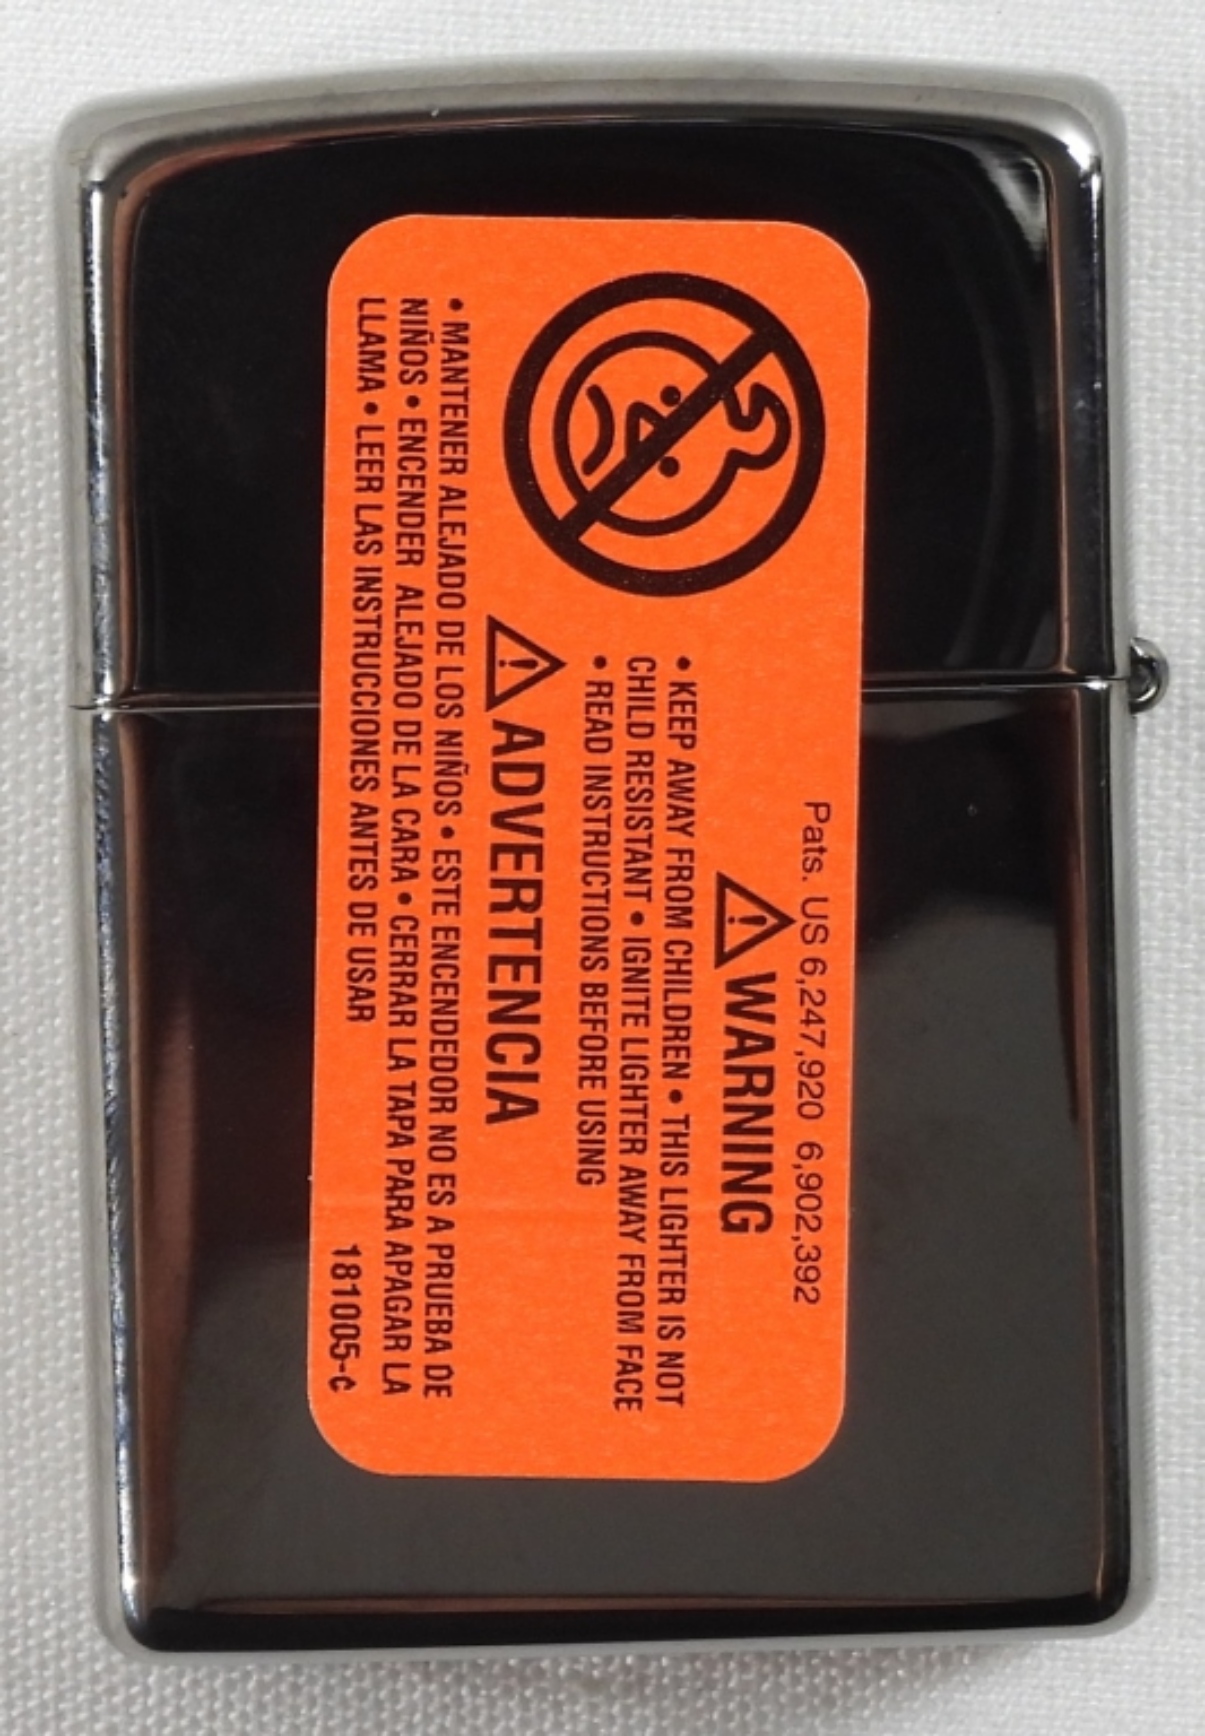 Pats. US 6,247,920 6,902,392
WARNING
• KEEP AWAY FROM CHILDREN • THIS LIGHTER IS NOT
CHILD RESISTANT • IGNITE LIGHTER AWAY FROM FACE
• READ INSTRUCTIONS BEFORE USING
ADVERTENCIA
• MANTENER ALEJADO DE LOS NIÑOS • ESTE ENCENDEDOR NO ES A PRUEBA DE
NIÑOS • ENCENDER ALEJADO DE LA CARA • CERRAR LA TAPA PARA APAGAR LA
LLAMA • LEER LAS INSTRUCCIONES ANTES DE USAR
181005-c